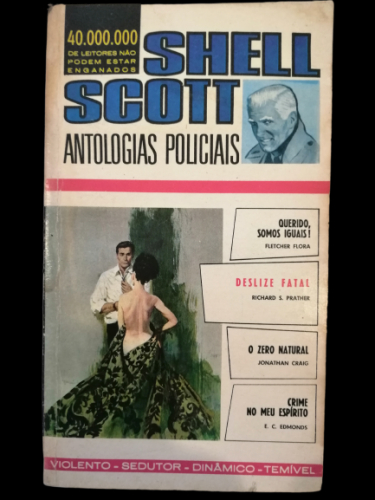 40.000.000
DE LEITORES NÃO
PODEM ESTAR
ENGANADOS
SHELL
SCOTT
ANTOLOGIAS POLICIAIS
QUERIDO,
SOMOS IGUAIS!
FLETCHER FLORA
DESLIZE FATAL
RICHARD S. PRATHER
O ZERO NATURAL
JONATHAN CRAIG
CRIME
NO MEU ESPÍRITO
E. C. EDMONDS
VIOLENTO - SEDUTOR - DINÂMICO - TEMÍVEL